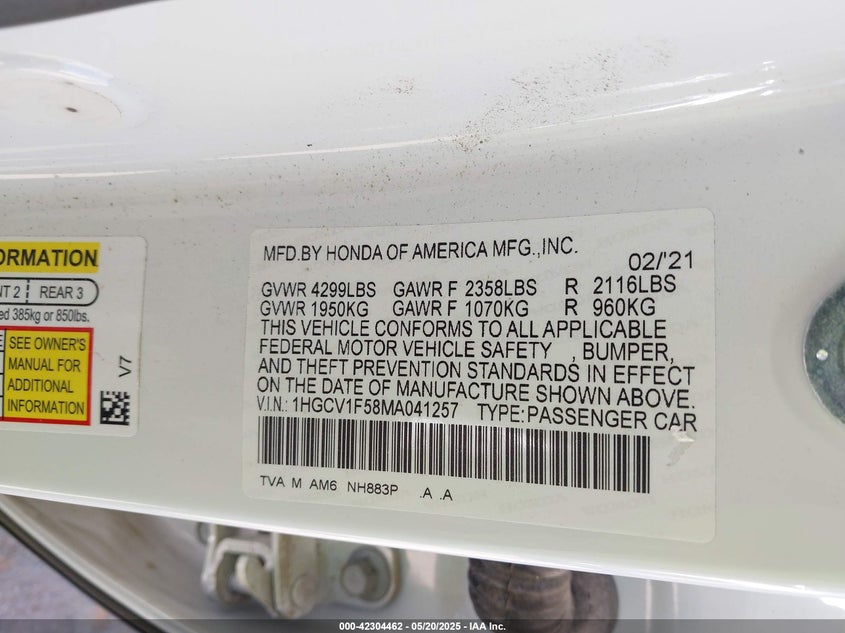 ORMATION
NT 2 REAR 3
ed 385kg or 850lbs.
SEE OWNER'S
MANUAL FOR
ADDITIONAL
INFORMATION
V7
MFD.BY HONDA OF AMERICA MFG.,INC.
02/'21
GVWR 4299LBS GAWR F 2358LBS R 2116LBS
GVWR 1950KG GAWR F 1070KG R 960KG
THIS VEHICLE CONFORMS TO ALL APPLICABLE
FEDERAL MOTOR VEHICLE SAFETY , BUMPER,
AND THEFT PREVENTION STANDARDS IN EFFECT
ON THE DATE OF MANUFACTURE SHOWN ABOVE.
V.I.N.: 1HGCV1F58MA041257 TYPE:PASSENGER CAR
TVA M AM6 NH883P .A .A
000-42304462 - 05/20/2025 - IAA Inc.